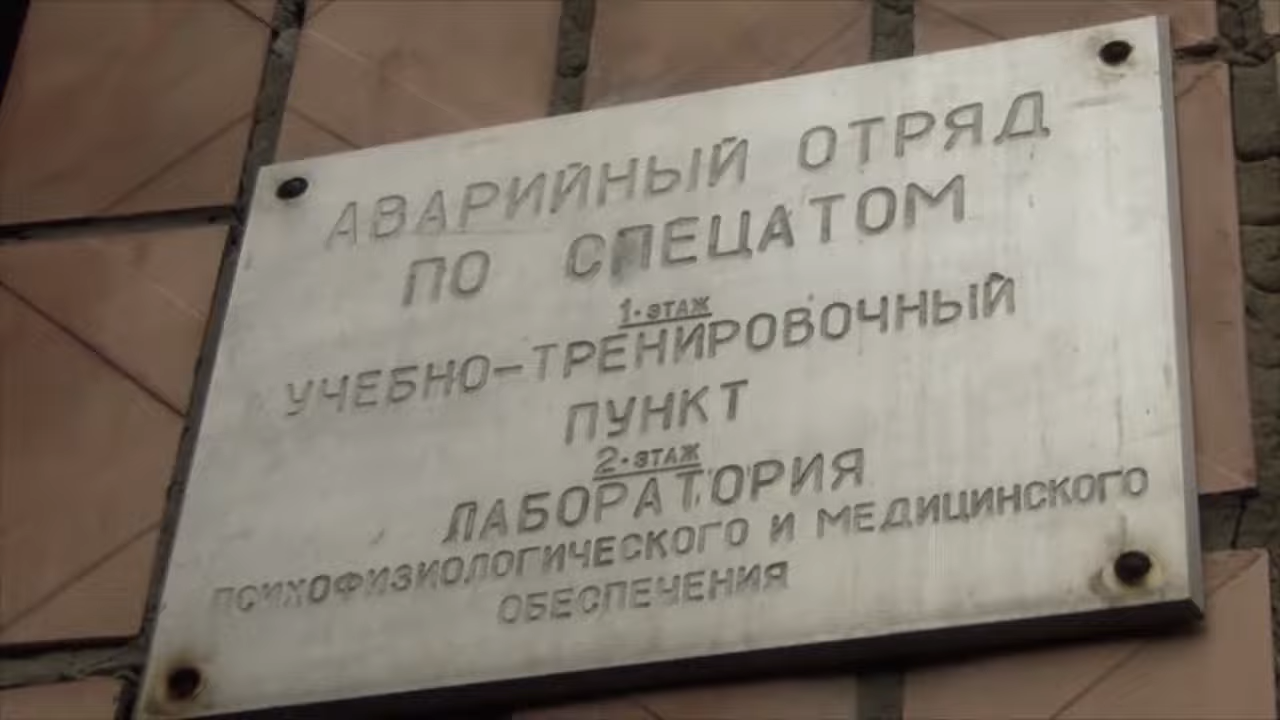 АВАРИЙНЫЙ ОТРЯД
ПО СПЕЦАТОМ
1-ЭТАЖ
УЧЕБНО-ТРЕНИРОВОЧНЫЙ
ПУНКТ
2-ЭТАЖ
ЛАБОРАТОРИЯ
ПСИХОФИЗИОЛОГИЧЕСКОГО И МЕДИЦИНСКОГО
ОБЕСПЕЧЕНИЯ